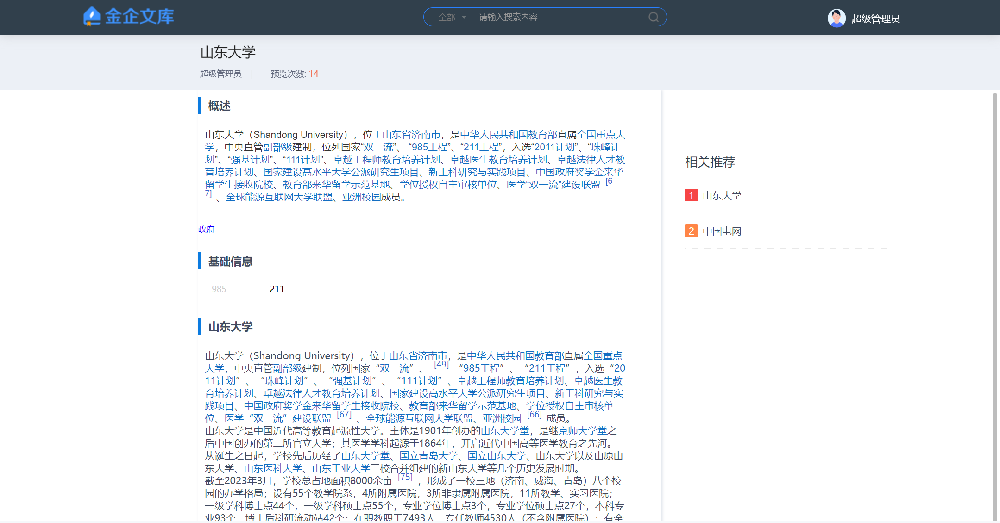 金企文库
全部 请输入搜索内容
超级管理员
山东大学
超级管理员 预览次数: 14
概述
山东大学（Shandong University），位于山东省济南市，是中华人民共和国教育部直属全国重点大
学，中央直管副部级建制，位列国家“双一流”、 “985工程”、“211工程”，入选“2011计划”、“珠峰计
划”、“强基计划”、“111计划”、卓越工程师教育培养计划、卓越医生教育培养计划、卓越法律人才教
育培养计划、国家建设高水平大学公派研究生项目、新工科研究与实践项目、中国政府奖学金来华
留学生接收院校、教育部来华留学示范基地、学位授权自主审核单位、医学“双一流”建设联盟 [6
7] 、全球能源互联网大学联盟、亚洲校园成员。
政府
基础信息
985 211
山东大学
山东大学（Shandong University），位于山东省济南市，是中华人民共和国教育部直属全国重点
大学，中央直管副部级建制，位列国家“双一流”、 [49] “985工程”、“211工程”，入选“20
11计划”、“珠峰计划”、“强基计划”、“111计划”、卓越工程师教育培养计划、卓越医生教
育培养计划、卓越法律人才教育培养计划、国家建设高水平大学公派研究生项目、新工科研究与实
践项目、中国政府奖学金来华留学生接收院校、教育部来华留学示范基地、学位授权自主审核单
位、医学“双一流”建设联盟 [67] 、全球能源互联网大学联盟、亚洲校园 [66] 成员。
山东大学是中国近代高等教育起源性大学。主体是1901年创办的山东大学堂，是继京师大学堂之
后中国创办的第二所官立大学；其医学学科起源于1864年，开启近代中国高等医学教育之先河。
从诞生之日起，学校先后历经了山东大学堂、国立青岛大学、国立山东大学、山东大学以及由原山
东大学、山东医科大学、山东工业大学三校合并组建的新山东大学等几个历史发展时期。
截至2023年3月，学校总占地面积8000余亩 [75] ，形成了一校三地（济南、威海、青岛）八个校
园的办学格局；设有55个教学院系，4所附属医院，3所非隶属附属医院，11所教学、实习医院；
一级学科博士点44个，一级学科硕士点55个，专业学位博士点3个，专业学位硕士点27个，本科专
业93个，博士后科研流动站42个；在职教职工7493人，专任教师4530人（不含附属医院）；有全
相关推荐
1 山东大学
2 中国电网